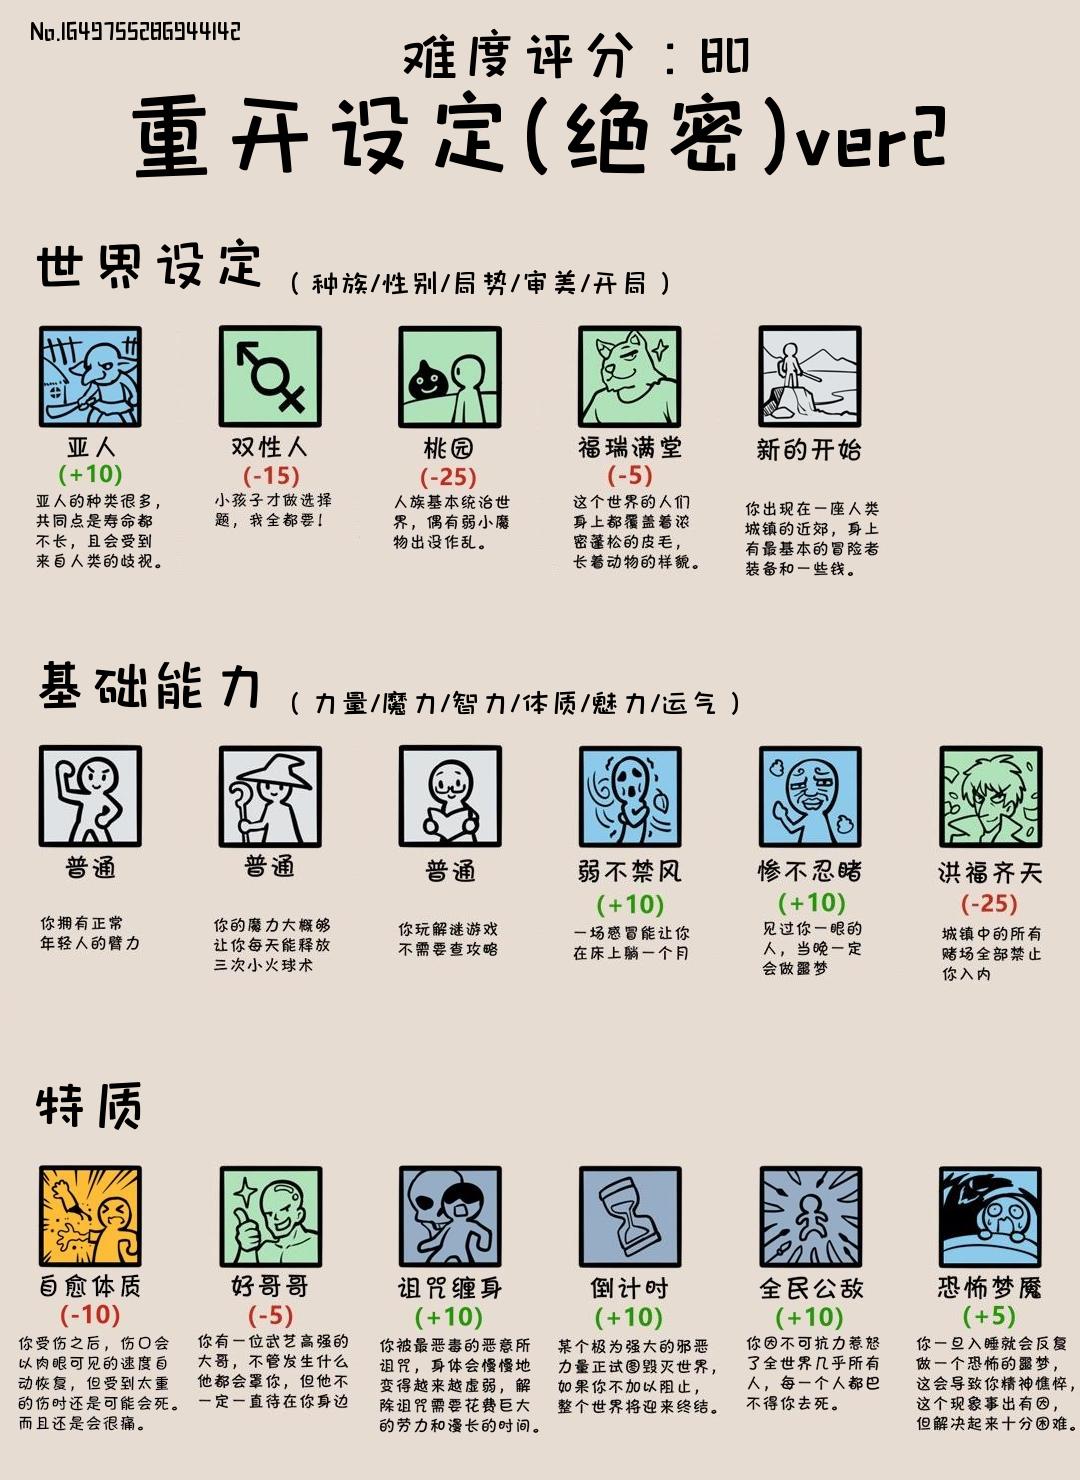 No.1649755286944142
难度评分：80
重开设定(绝密)ver2
世界设定 （种族/性别/局势/审美/开局）
亚人 双性人 桃园 福瑞满堂 新的开始
(+10) (-15) (-25) (-5)
亚人的种类很多，
共同点是寿命都
不长，且会受到
来自人类的歧视。
小孩子才做选择
题，我全都要！
人族基本统治世
界，偶有弱小魔
物出没作乱。
这个世界的人们
身上都覆盖着浓
密蓬松的皮毛，
长着动物的样貌。
你出现在一座人类
城镇的近郊，身上
有最基本的冒险者
装备和一些钱。
基础能力 （力量/魔力/智力/体质/魅力/运气）
普通 普通 普通 弱不禁风 惨不忍睹 洪福齐天
(+10) (+10) (-25)
你拥有正常
年轻人的臂力
你的魔力大概够
让你每天能释放
三次小火球术
你玩解谜游戏
不需要查攻略
一场感冒能让你
在床上躺一个月
见过你一眼的
人，当晚一定
会做噩梦
城镇中的所有
赌场全部禁止
你入内
特质
自愈体质 好哥哥 诅咒缠身 倒计时 全民公敌 恐怖梦魇
(-10) (-5) (+10) (+10) (+10) (+5)
你受伤之后，伤口会
以肉眼可见的速度自
动恢复，但受到太重
的伤时还是可能会死。
而且还是会很痛。
你有一位武艺高强的
大哥，不管发生什么
他都会罩你，但他不
一定一直待在你身边
你被最恶毒的恶意所
诅咒，身体会慢慢地
变得越来越虚弱，解
除诅咒需要花费巨大
的劳力和漫长的时间。
某个极为强大的邪恶
力量正试图毁灭世界，
如果你不加以阻止，
整个世界将迎来终结。
你因不可抗力惹怒
了全世界几乎所有
人，每一个人都巴
不得你去死。
你一旦入睡就会反复
做一个恐怖的噩梦，
这会导致你精神憔悴，
这个现象事出有因，
但解决起来十分困难。